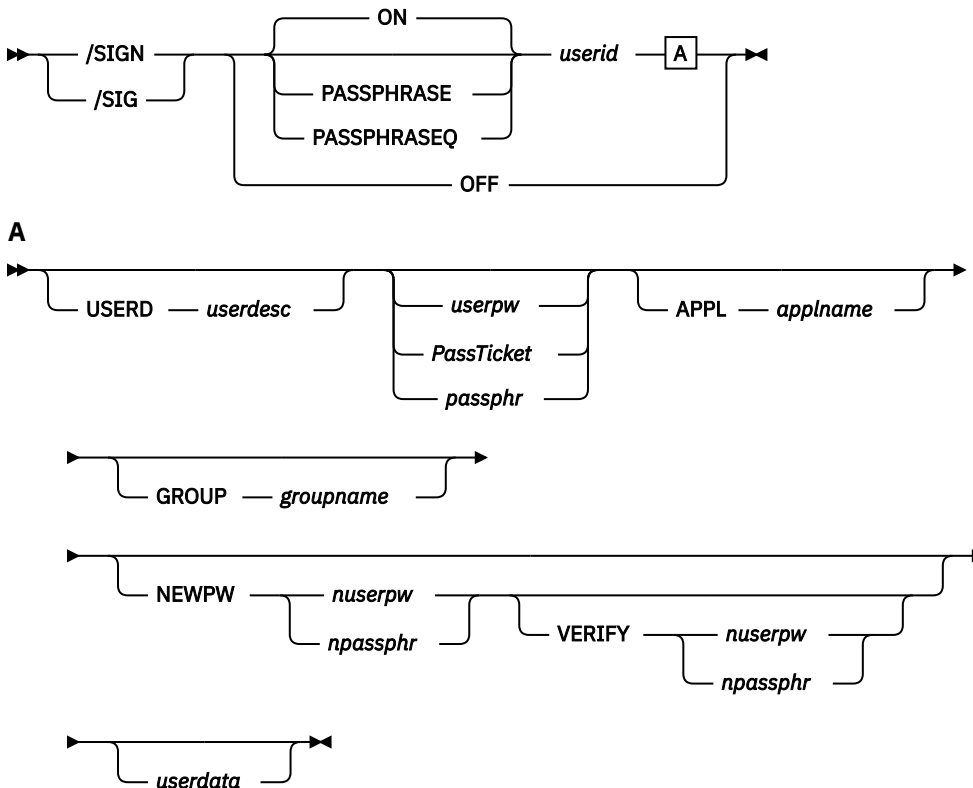 ON
/SIGN userid A
/SIG PASSPHRASE
PASSPHRASEQ
OFF
A
USERD userdesc userpw APPL applname
PassTicket
passphr
GROUP groupname
NEWPW nuserpw
npassphr VERIFY nuserpw
npassphr
userdata